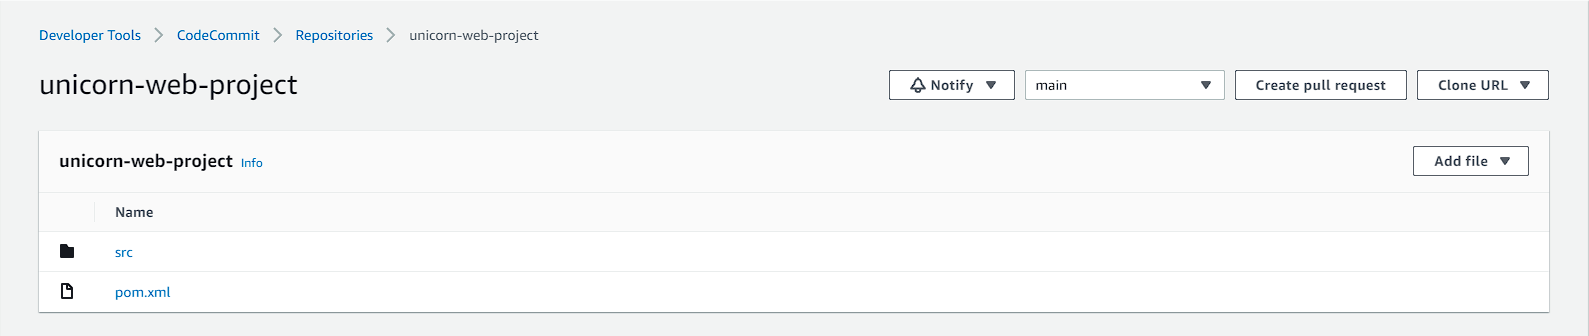 Developer Tools CodeCommit Repositories unicorn-web-project
unicorn-web-project Notify main Create pull request Clone URL
unicorn-web-project Info Add file
Name
src
pom.xml